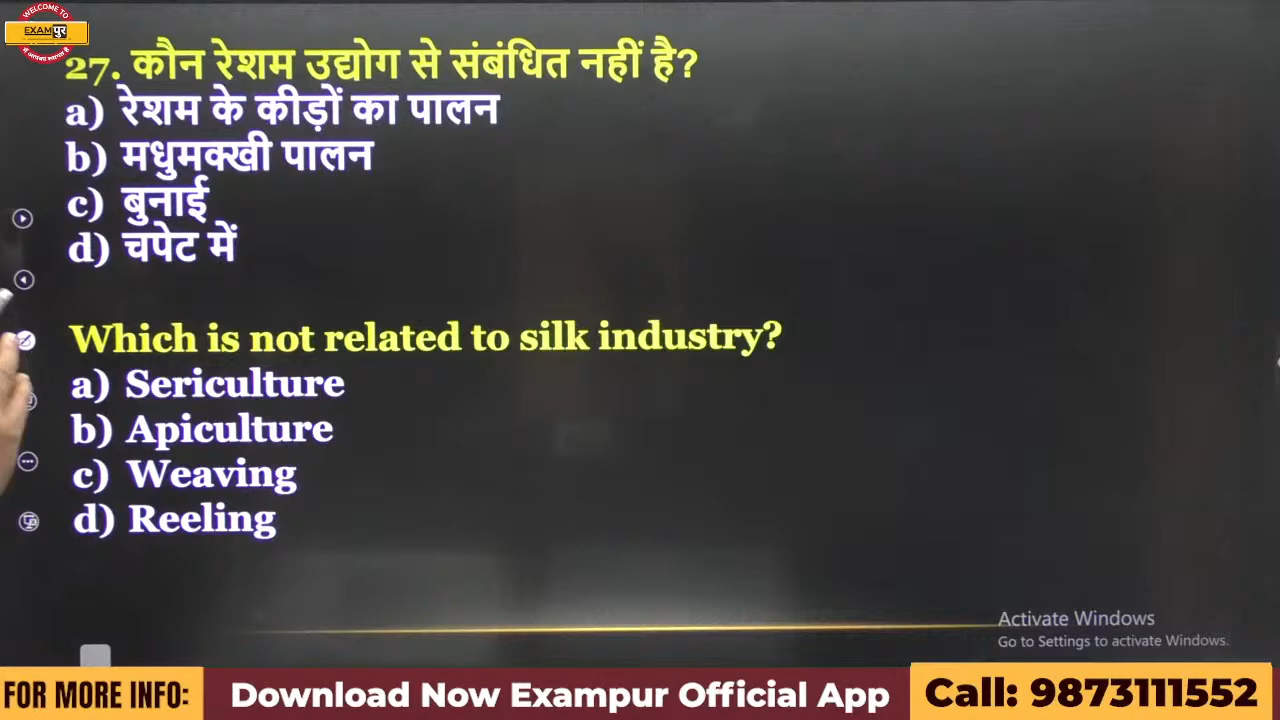 WELCOME TO
EXAMपुर
27. कौन रेशम उद्योग से संबंधित नहीं है?
a) रेशम के कीड़ों का पालन
b) मधुमक्खी पालन
c) बुनाई
d) चपेट में
Which is not related to silk industry?
a) Sericulture
b) Apiculture
c) Weaving
d) Reeling
Activate Windows
Go to Settings to activate Windows.
FOR MORE INFO:
Download Now Exampur Official App
Call: 9873111552